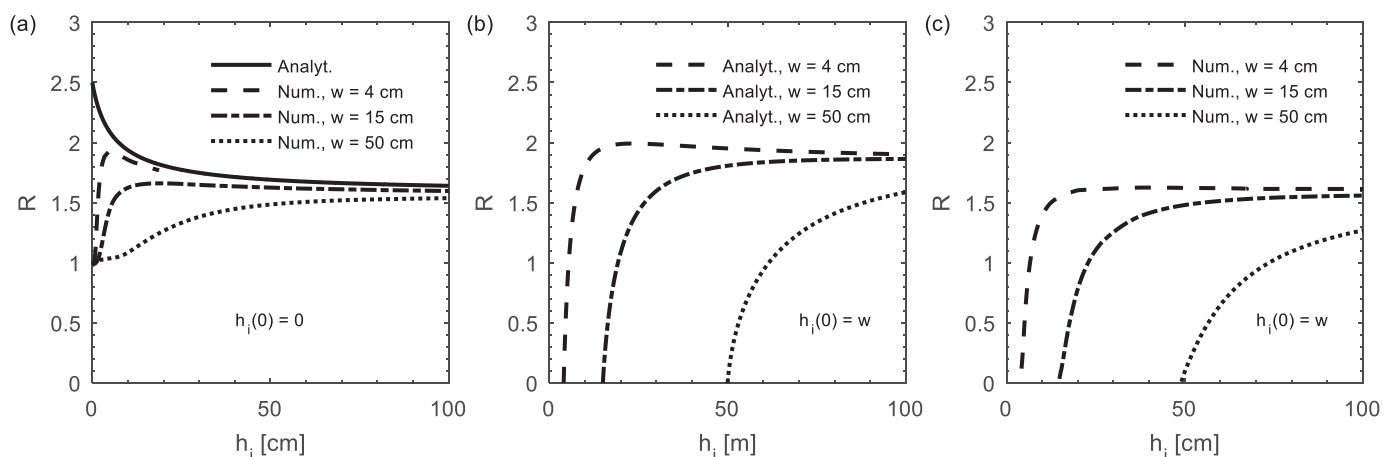 (a)
3
2.5
2
1.5
1
0.5
0
R
Analyt.
Num., w = 4 cm
Num., w = 15 cm
Num., w = 50 cm
h_i(0) = 0
0
50
100
h_i [cm]
(b)
3
2.5
2
1.5
1
0.5
0
R
Analyt., w = 4 cm
Analyt., w = 15 cm
Analyt., w = 50 cm
h_i(0) = w
0
50
100
h_i [m]
(c)
3
2.5
2
1.5
1
0.5
0
R
Num., w = 4 cm
Num., w = 15 cm
Num., w = 50 cm
h_i(0) = w
0
50
100
h_i [cm]